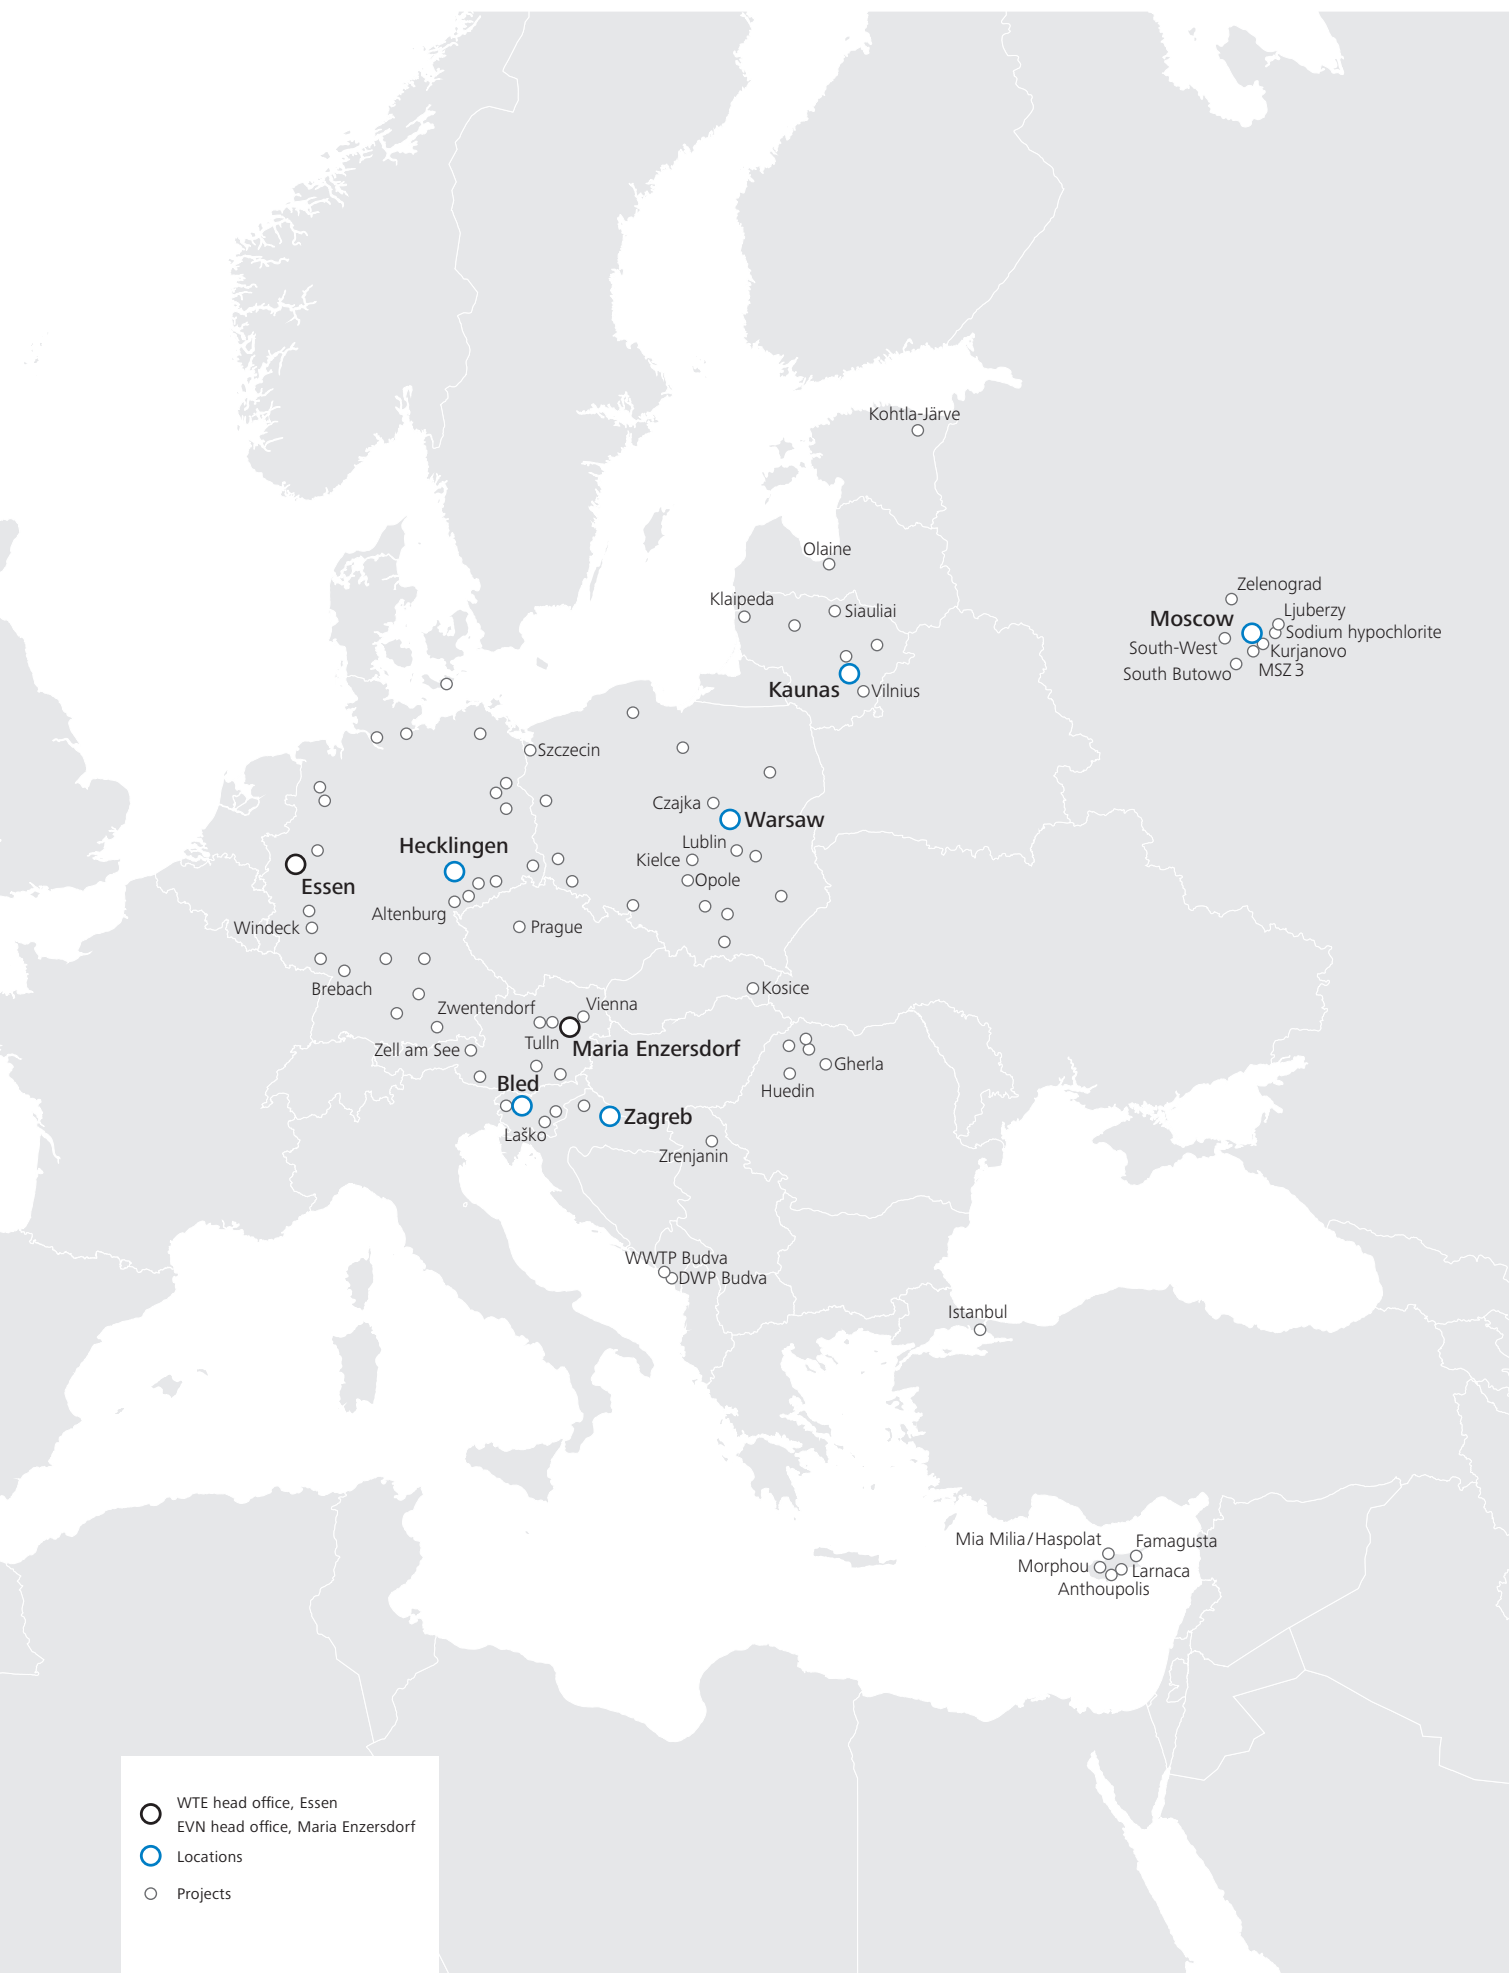 Kohtla-Järve
Olaine
Klaipeda
Siauliai
Zelenograd
Ljuberzy
Moscow
Sodium hypochlorite
South-West
Kurjanovo
South Butowo
MSZ 3
Kaunas
Vilnius
Szczecin
Czajka
Warsaw
Lublin
Hecklingen
Kielce
Essen
Opole
Altenburg
Windeck
Prague
Brebach
Kosice
Zwentendorf
Vienna
Tulln
Zell am See
Maria Enzersdorf
Gherla
Bled
Huedin
Zagreb
Laško
Zrenjanin
WWTP Budva
DWP Budva
Istanbul
Mia Milia/Haspolat
Famagusta
Morphou
Larnaca
Anthoupolis
WTE head office, Essen
EVN head office, Maria Enzersdorf
Locations
Projects